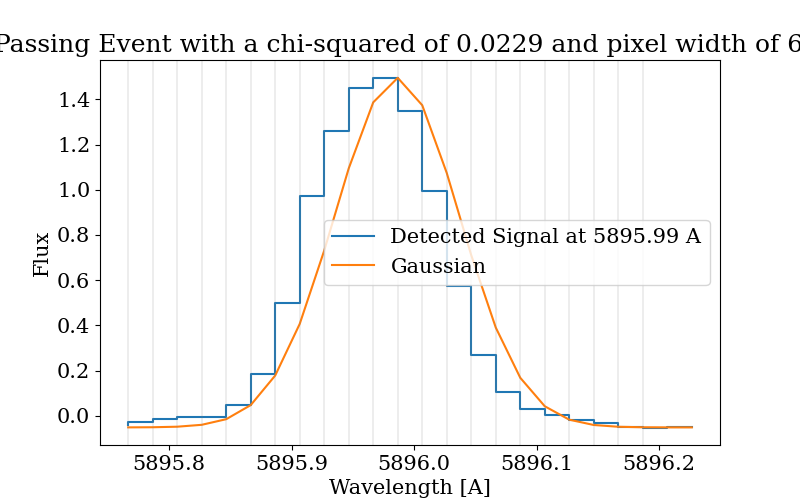 Passing Event with a chi-squared of 0.0229 and pixel width of 6
1.4
1.2
1.0
0.8
0.6
0.4
0.2
0.0
Flux
Detected Signal at 5895.99 A
Gaussian
5895.8 5895.9 5896.0 5896.1 5896.2
Wavelength [A]